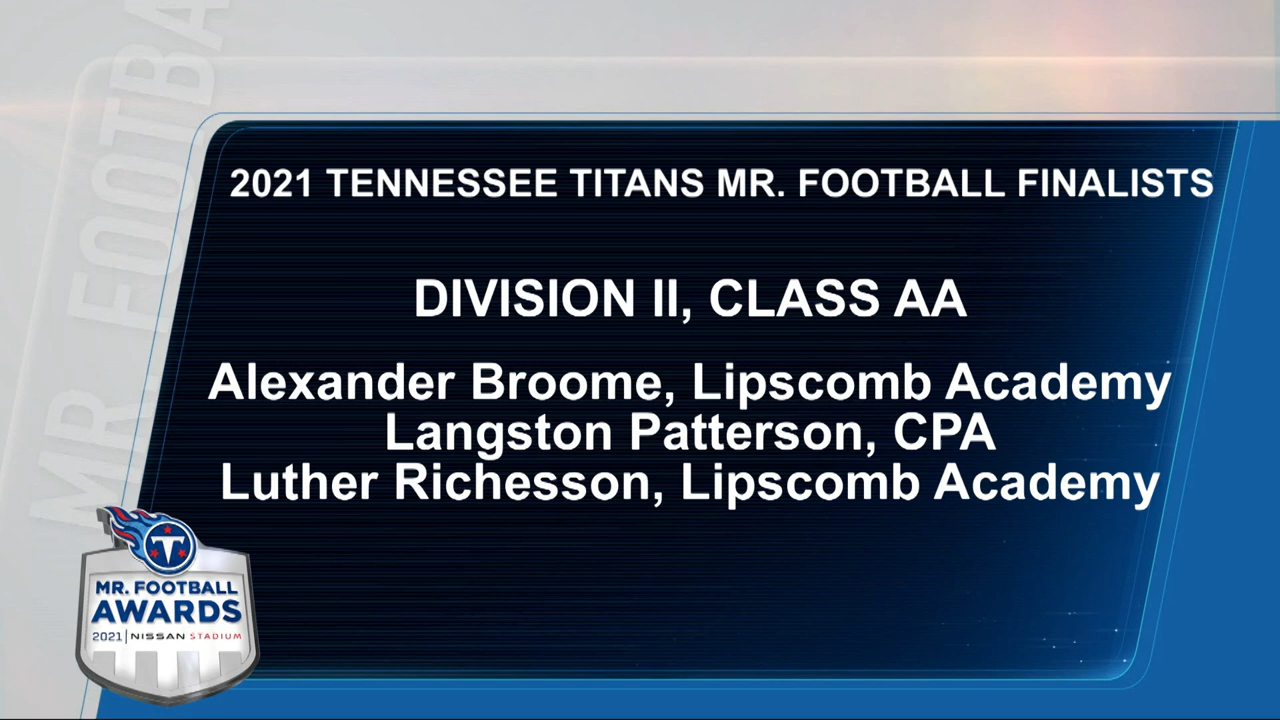 MR. FOOTBA
2021 TENNESSEE TITANS MR. FOOTBALL FINALISTS
DIVISION II, CLASS AA
Alexander Broome, Lipscomb Academy
Langston Patterson, CPA
Luther Richesson, Lipscomb Academy
T
MR. FOOTBALL
AWARDS
2021 | NISSAN STADIUM